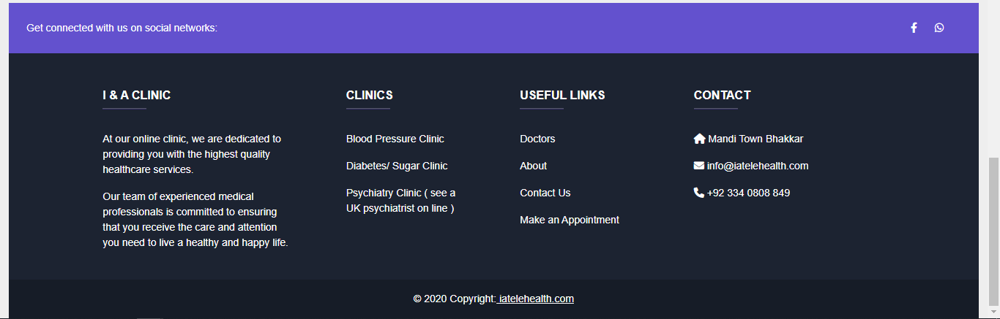 Get connected with us on social networks:
I & A CLINIC
At our online clinic, we are dedicated to
providing you with the highest quality
healthcare services.
Our team of experienced medical
professionals is committed to ensuring
that you receive the care and attention
you need to live a healthy and happy life.
CLINICS
Blood Pressure Clinic
Diabetes/ Sugar Clinic
Psychiatry Clinic ( see a
UK psychiatrist on line )
USEFUL LINKS
Doctors
About
Contact Us
Make an Appointment
CONTACT
Mandi Town Bhakkar
info@iatelehealth.com
+92 334 0808 849
© 2020 Copyright: iatelehealth.com